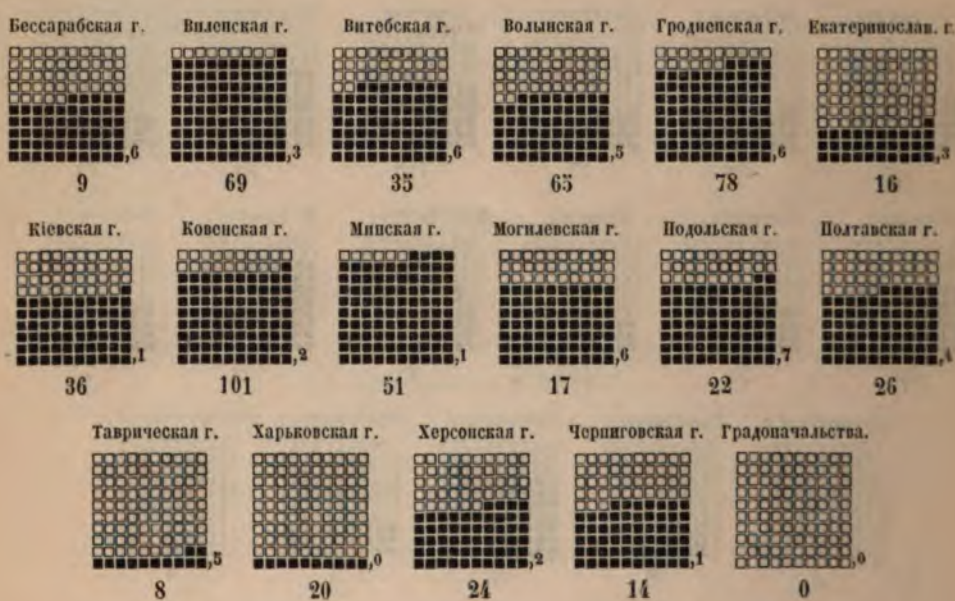 Бессарабская г. Виленская г. Витебская г. Волынская г. Гродненская г. Екатеринослав. г.
,6 ,3 ,6 ,5 ,6 ,3
9 69 35 65 78 16
Кіевская г. Ковенская г. Минская г. Могилевская г. Подольская г. Полтавская г.
,1 ,2 ,1 ,6 ,7 ,4
36 101 51 17 22 26
Таврическая г. Харьковская г. Херсонская г. Черниговская г. Градоначальства.
,5 ,0 ,2 ,1 ,0
8 20 24 14 0